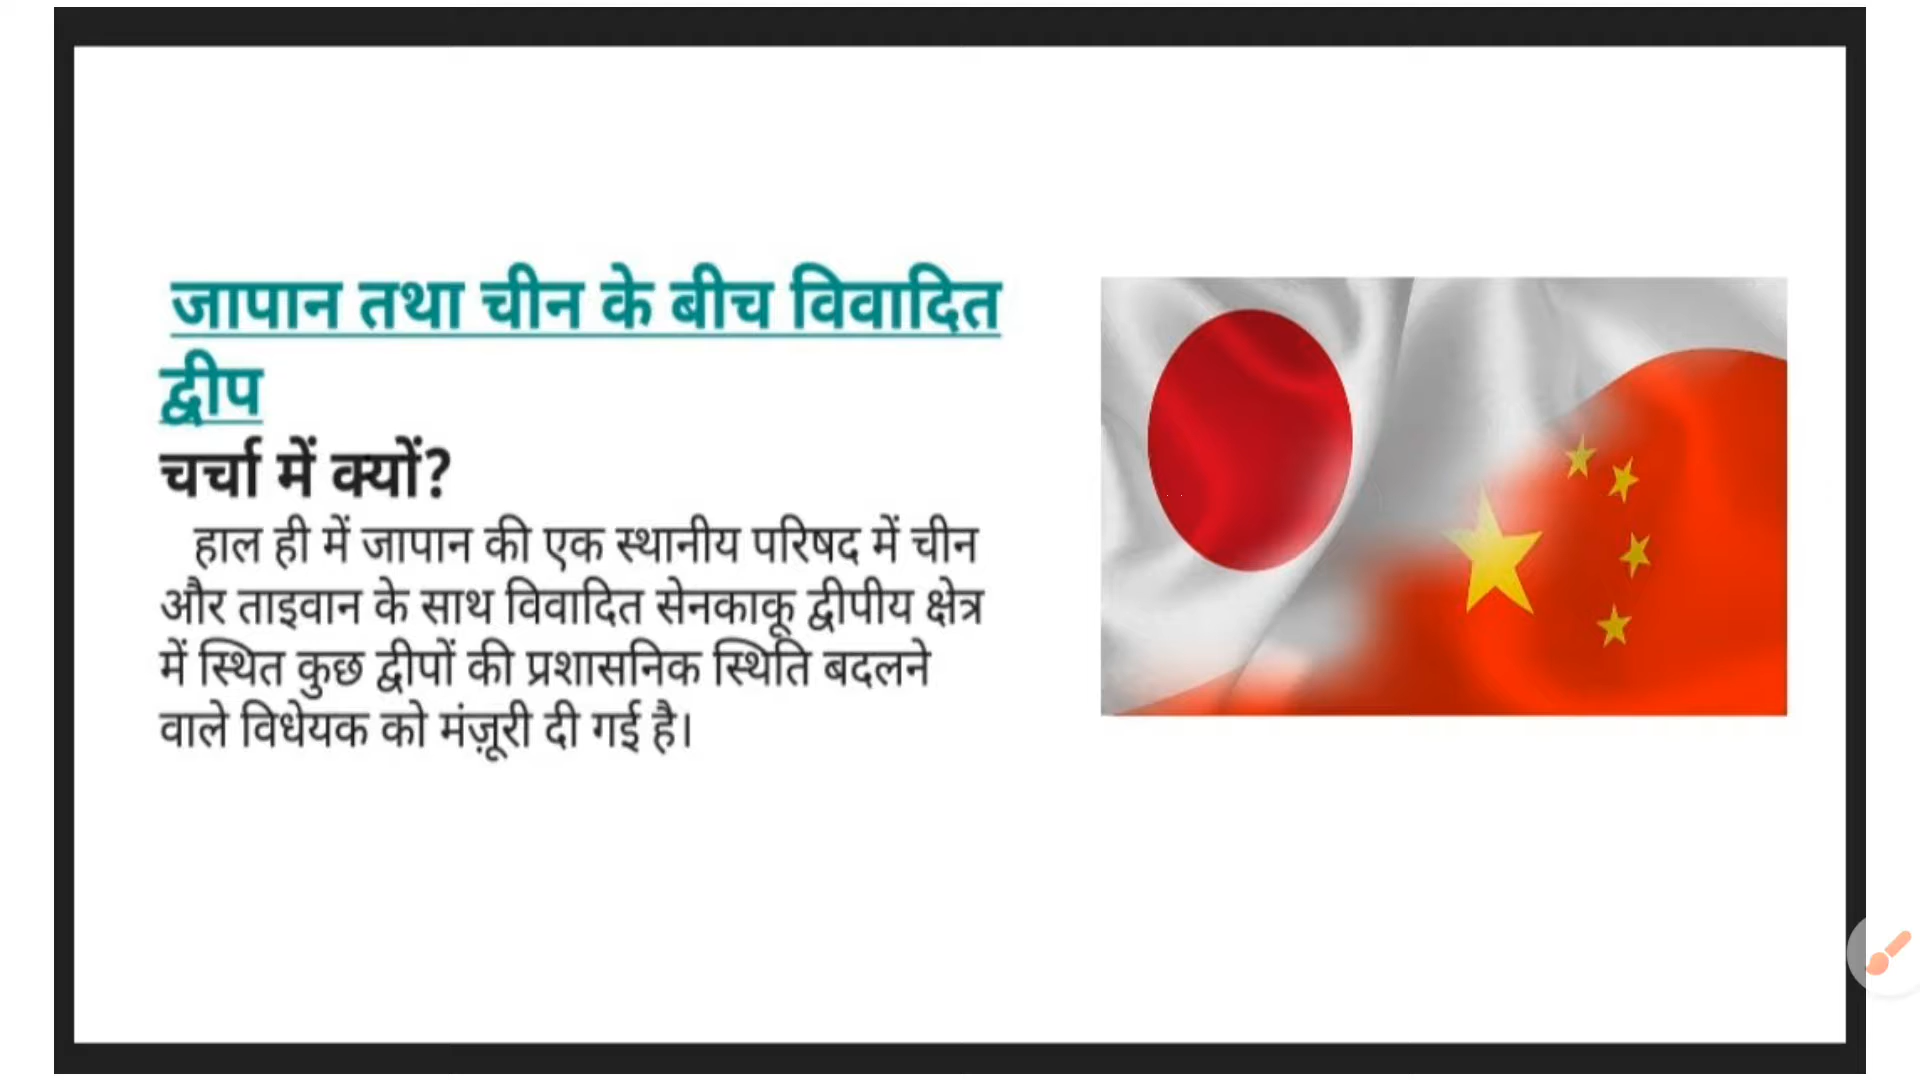 जापान तथा चीन के बीच विवादित
द्वीप
चर्चा में क्यों?
हाल ही में जापान की एक स्थानीय परिषद में चीन
और ताइवान के साथ विवादित सेनकाकू द्वीपीय क्षेत्र
में स्थित कुछ द्वीपों की प्रशासनिक स्थिति बदलने
वाले विधेयक को मंज़ूरी दी गई है।